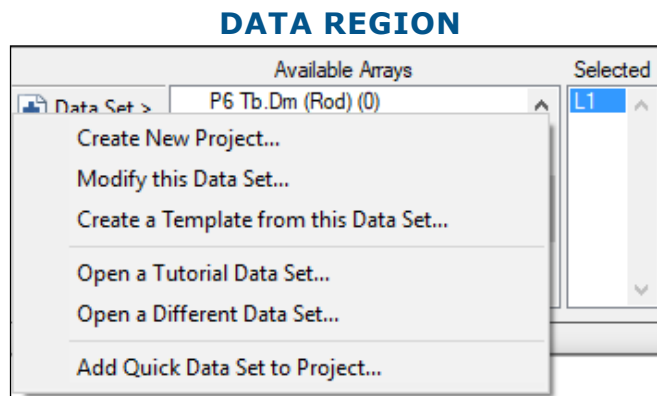 DATA REGION
Available Arrays Selected
Data Set > P6 Tb.Dm (Rod) (0) L1
Create New Project...
Modify this Data Set...
Create a Template from this Data Set...
Open a Tutorial Data Set...
Open a Different Data Set...
Add Quick Data Set to Project...